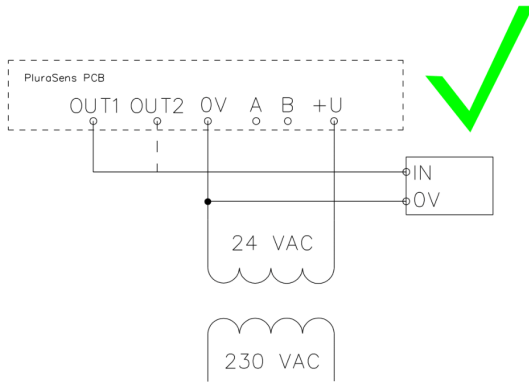 PluraSens PCB
OUT1 OUT2 0V A B +U
IN
0V
24 VAC
230 VAC